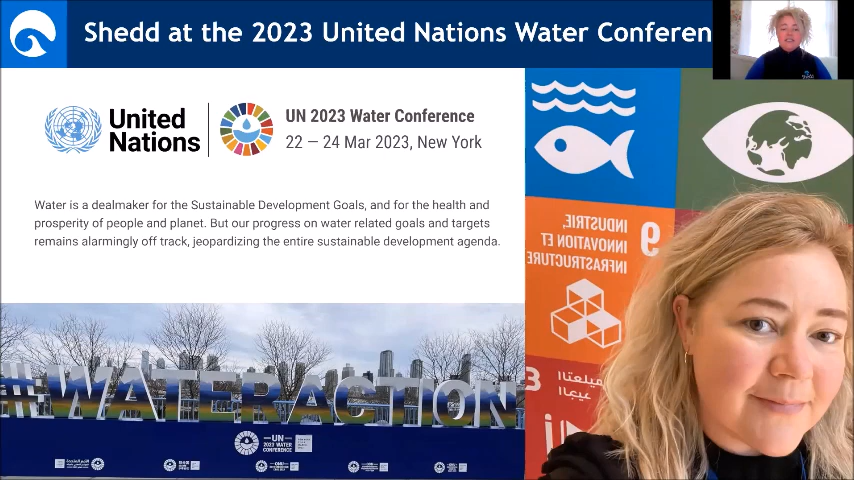 Shedd at the 2023 United Nations Water Conferen
United
Nations
UN 2023 Water Conference
22 — 24 Mar 2023, New York
Water is a dealmaker for the Sustainable Development Goals, and for the health and
prosperity of people and planet. But our progress on water related goals and targets
remains alarmingly off track, jeopardizing the entire sustainable development agenda.
9
INDUSTRIE,
INNOVATION ET
INFRASTRUCTURE
3
#WATERACTION
UN
2023 WATER
CONFERENCE